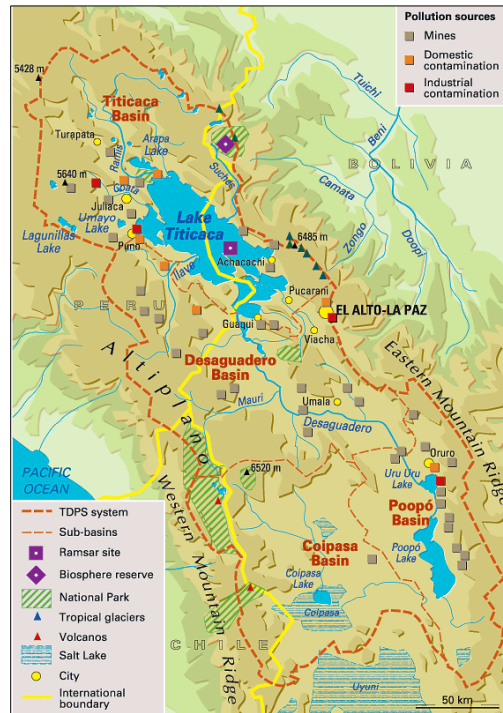 Pollution sources
Mines
Domestic
contamination
Industrial
contamination
5428 m
Titicaca
Basin
Turapata
Ramis
Arapa
Lake
Suches
Tuichi
Beni
BOLIVIA
Camata
Zongo
Doopi
5640 m
Coata
Juliaca
Umayo
Lake
Lagunillas
Lake
Puno
Lake
Titicaca
Ilave
Achacachi
6485 m
Pucarani
EL ALTO-LA PAZ
PERU
Guaqui
Viacha
Desaguadero
Basin
Altiplano
Eastern Mountain Ridge
Mauri
Umala
Desaguadero
PACIFIC
OCEAN
Western Mountain Ridge
6520 m
Oruro
Uru Uru
Lake
Poopó
Basin
Coipasa
Basin
Poopó
Lake
Coipasa
Lake
Coipasa
CHILE
Uyuni
TDPS system
Sub-basins
Ramsar site
Biosphere reserve
National Park
Tropical glaciers
Volcanos
Salt Lake
City
International
boundary
50 km